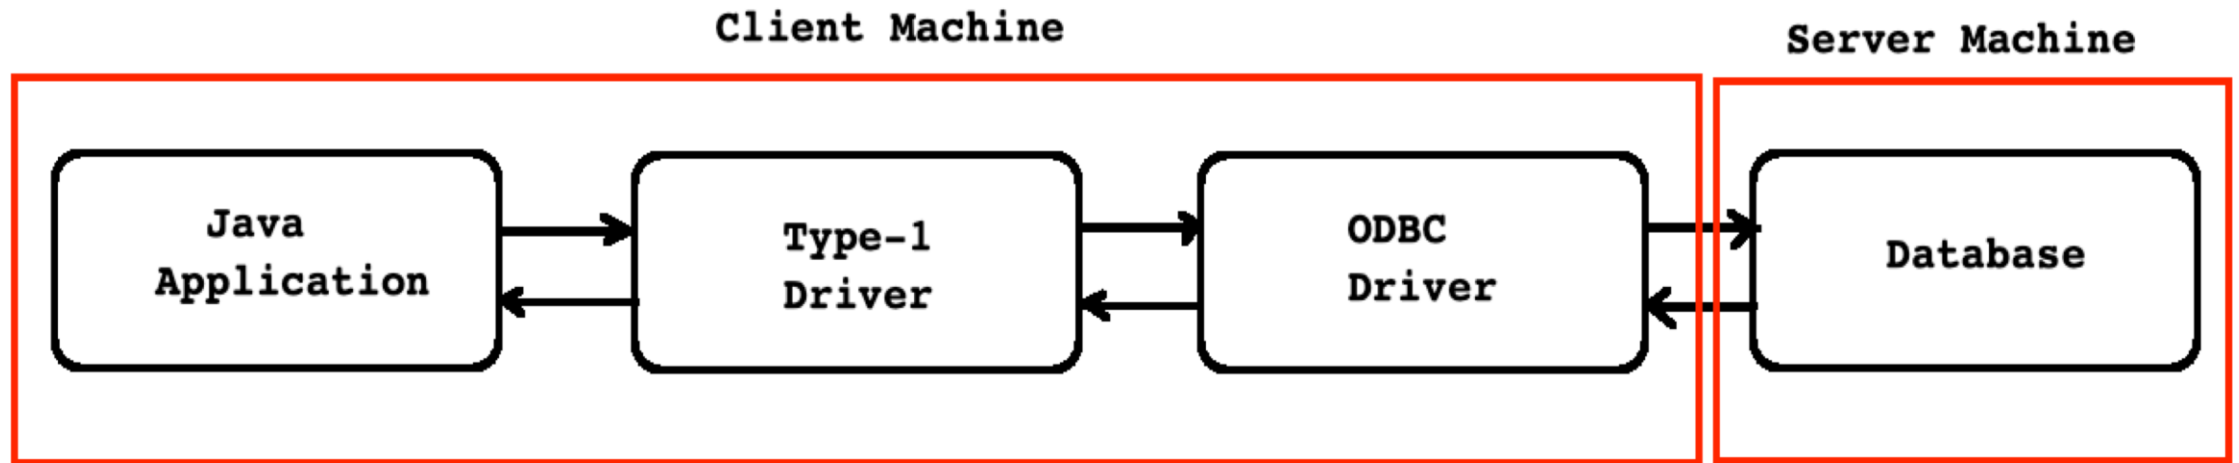 Client Machine
Server Machine
Java
Application
Type-1
Driver
ODBC
Driver
Database